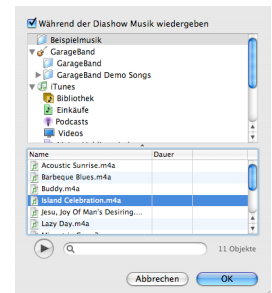 Während der Diashow Musik wiedergeben
Beispielmusik
GarageBand
GarageBand
GarageBand Demo Songs
iTunes
Bibliothek
Einkäufe
Podcasts
Videos
Name Dauer
Acoustic Sunrise.m4a
Barbeque Blues.m4a
Buddy.m4a
Island Celebration.m4a
Jesu, Joy Of Man's Desiring....
Lazy Day.m4a
11 Objekte
Abbrechen OK